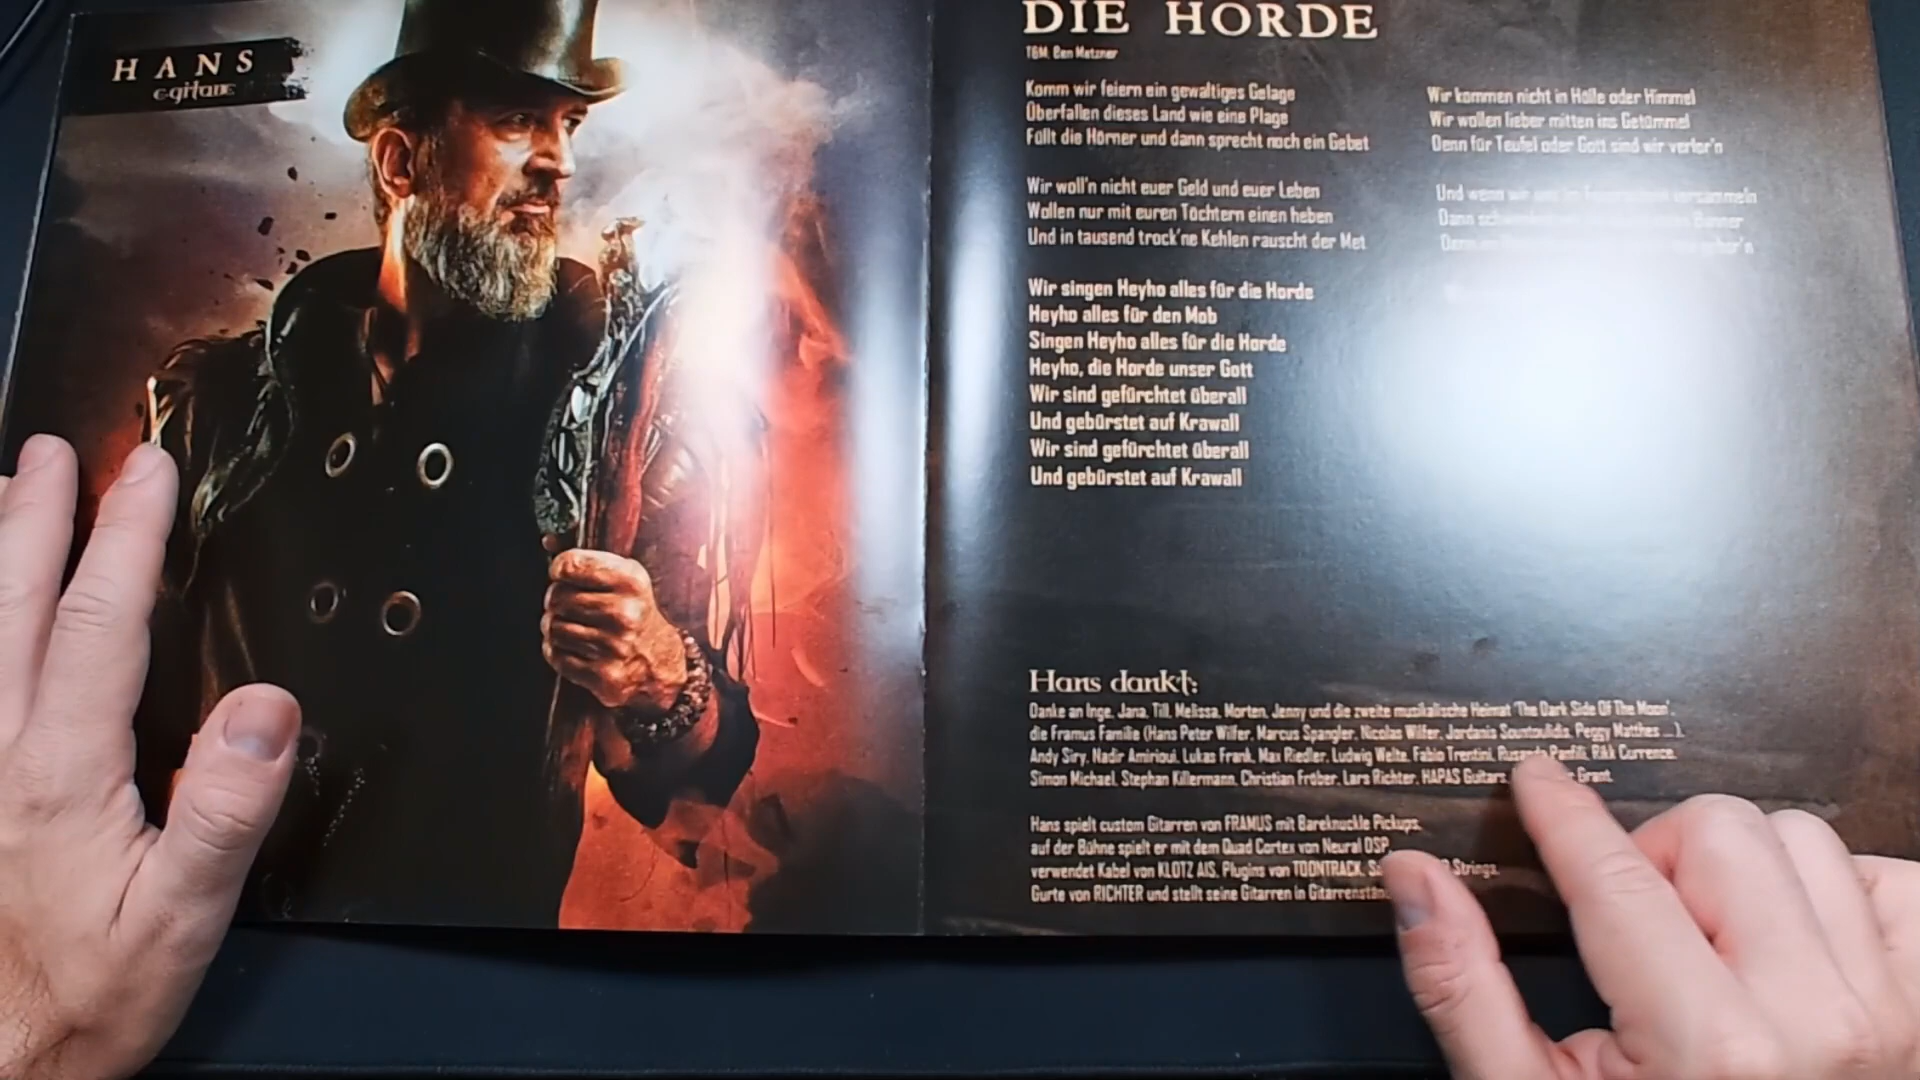 HANS
e-gitarre
DIE HORDE
T&M: Ben Metzner
Komm wir feiern ein gewaltiges Gelage
Überfallen dieses Land wie eine Plage
Füllt die Hörner und dann sprecht noch ein Gebet
Wir woll'n nicht euer Geld und euer Leben
Wollen nur mit euren Töchtern einen heben
Und in tausend trock'ne Kehlen rauscht der Met
Wir singen Heyho alles für die Horde
Heyho alles für den Mob
Singen Heyho alles für die Horde
Heyho, die Horde unser Gott
Wir sind gefürchtet überall
Und gebürstet auf Krawall
Wir sind gefürchtet überall
Und gebürstet auf Krawall
Wir kommen nicht in Hölle oder Himmel
Wir wollen lieber mitten ins Getümmel
Denn für Teufel oder Gott sind wir verlor'n
Und wenn wir uns im versammeln
Dann Banner
Denn
Hans dankt:
Danke an Inge, Jana, Till, Melissa, Morten, Jenny und die zweite musikalische Heimat 'The Dark Side Of The Moon',
die Framus Familie (Hans Peter Wilfer, Marcus Spangler, Nicolas Wilfer, Jordanis Sountoulidis, Peggy Matthes ...),
Andy Siry, Nadir Amirioui, Lukas Frank, Max Riedler, Ludwig Welte, Fabio Trentini, Panfili, Rikk Currence,
Simon Michael, Stephan Killermann, Christian Fröber, Lars Richter, HAPAS Guitars, Grant.
Hans spielt custom Gitarren von FRAMUS mit Bareknuckle Pickups,
auf der Bühne spielt er mit dem Quad Cortex von Neural DSP,
verwendet Kabel von KLOTZ AIS, Plugins von TOONTRACK, Strings,
Gurte von RICHTER und stellt seine Gitarren in